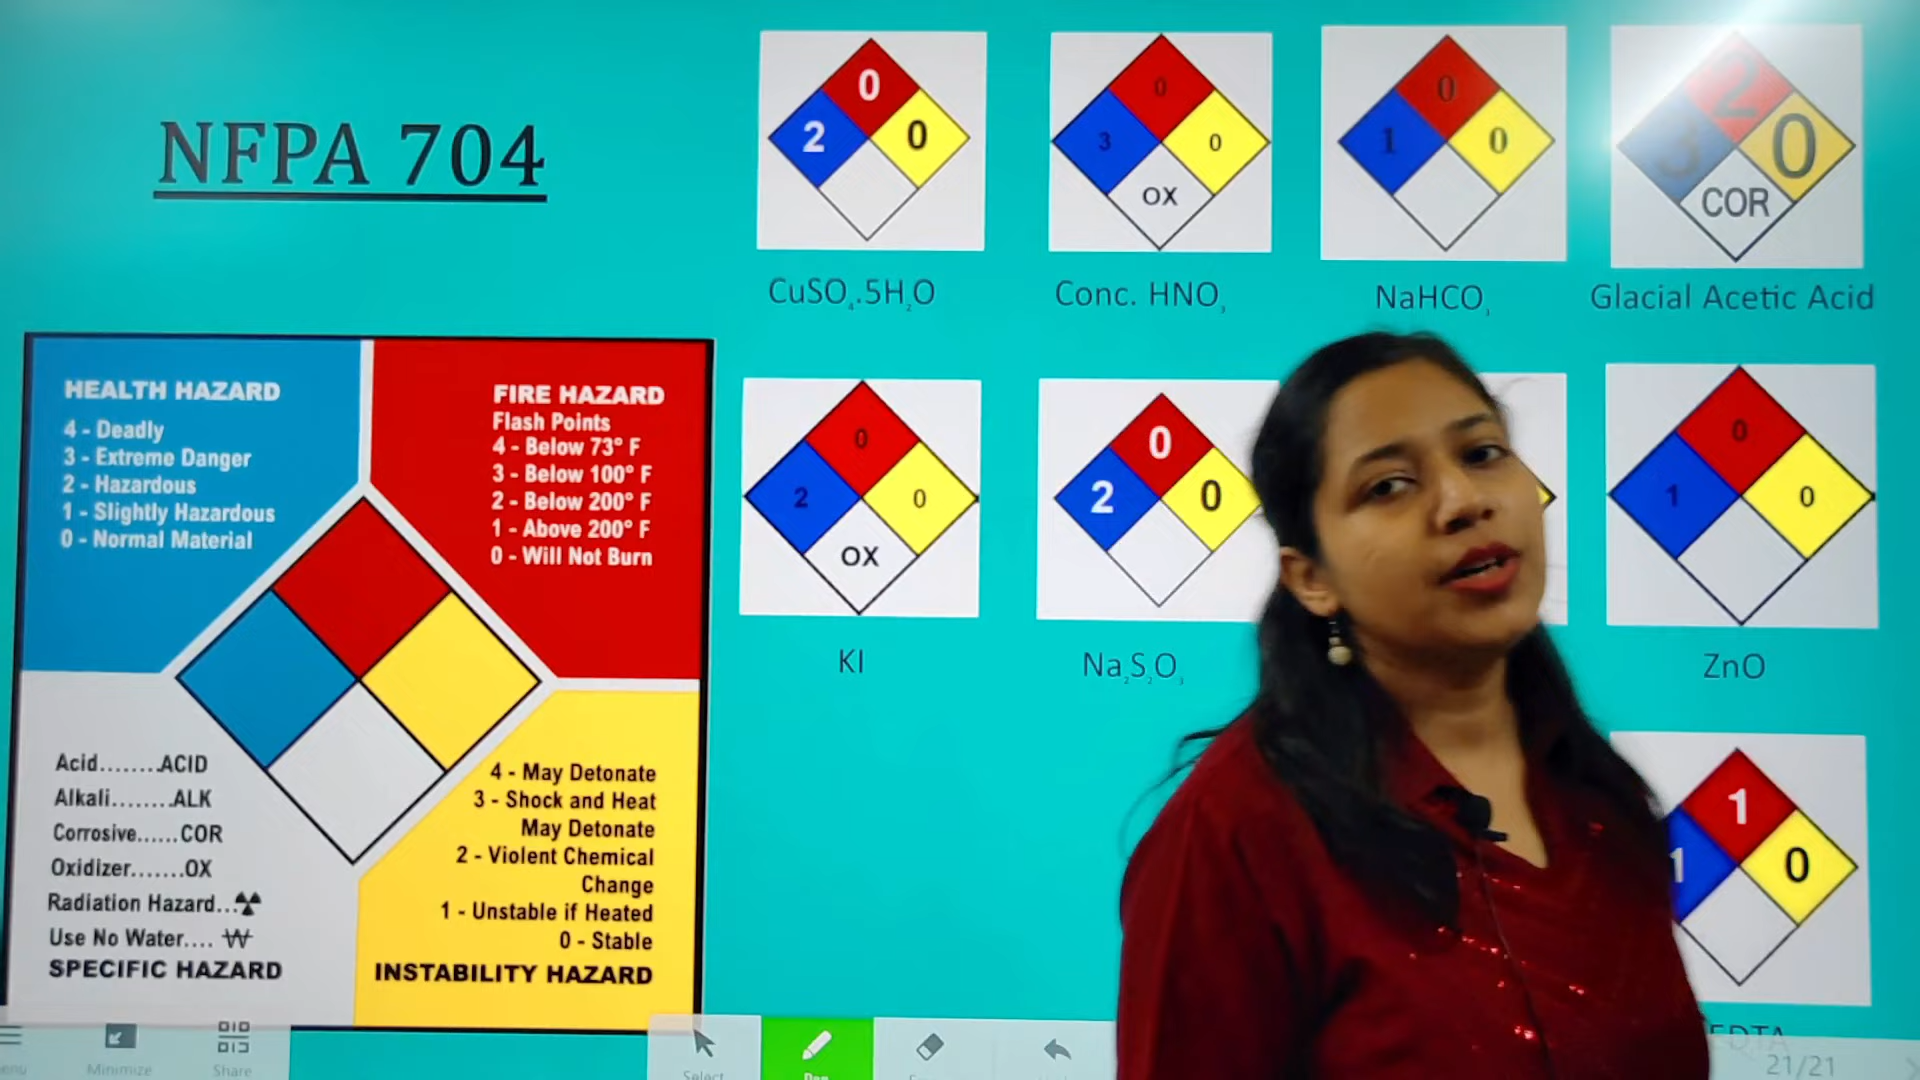 NFPA 704
0
2
0
CuSO₄.5H₂O
0
3
0
OX
Conc. HNO₃
0
1
0
NaHCO₃
2
3
0
COR
Glacial Acetic Acid
HEALTH HAZARD
4 - Deadly
3 - Extreme Danger
2 - Hazardous
1 - Slightly Hazardous
0 - Normal Material
FIRE HAZARD
Flash Points
4 - Below 73° F
3 - Below 100° F
2 - Below 200° F
1 - Above 200° F
0 - Will Not Burn
Acid........ACID
Alkali........ALK
Corrosive......COR
Oxidizer.......OX
Radiation Hazard...
Use No Water.... W
SPECIFIC HAZARD
4 - May Detonate
3 - Shock and Heat
May Detonate
2 - Violent Chemical
Change
1 - Unstable if Heated
0 - Stable
INSTABILITY HAZARD
0
2
0
OX
KI
0
2
0
Na₂S₂O₃
0
1
0
ZnO
1
1
0
EDTA
Minimize
Share
Select
Pen
21/21